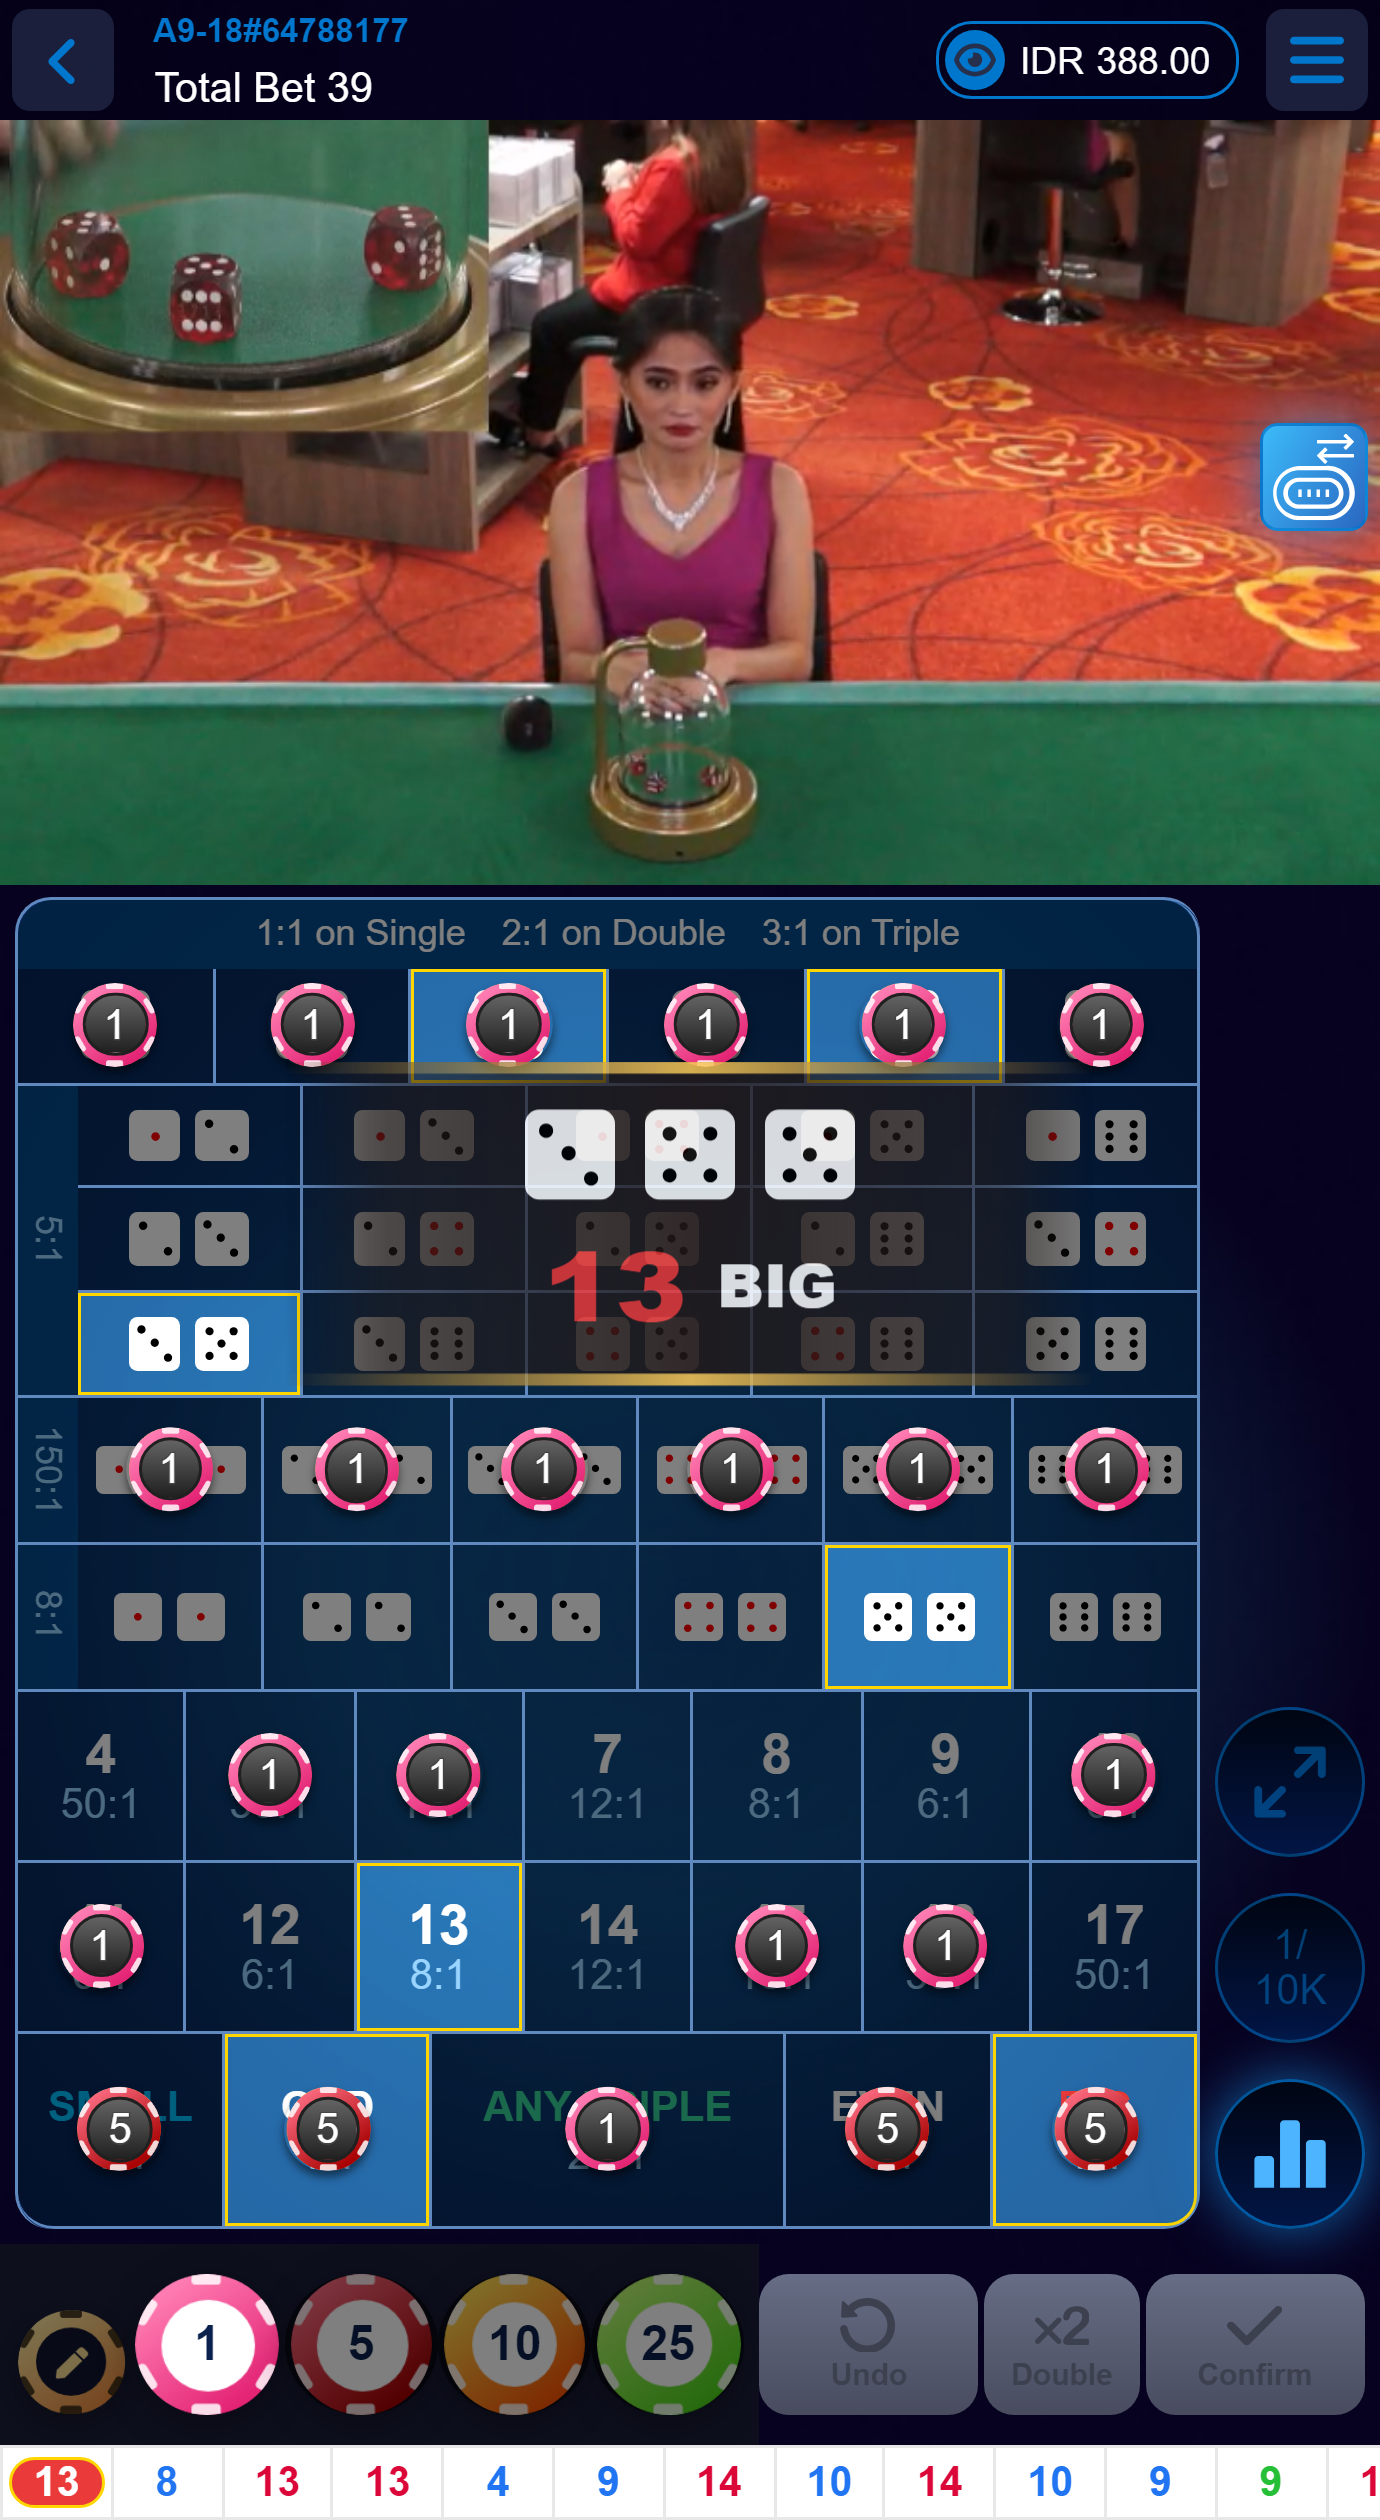 A9-18#64788177
Total Bet 39
IDR 388.00
1:1 on Single 2:1 on Double 3:1 on Triple
1 1 1 1 1 1
5:1
13 BIG
150:1
1 1 1 1 1 1
8:1
4 1 1 7 8 9 1
50:1 12:1 8:1 6:1
1 12 13 14 1 1 17
6:1 8:1 12:1 50:1
5 5 1 5 5
1/
10K
1 5 10 25
x2
Undo Double Confirm
13 8 13 13 4 9 14 10 14 10 9 9